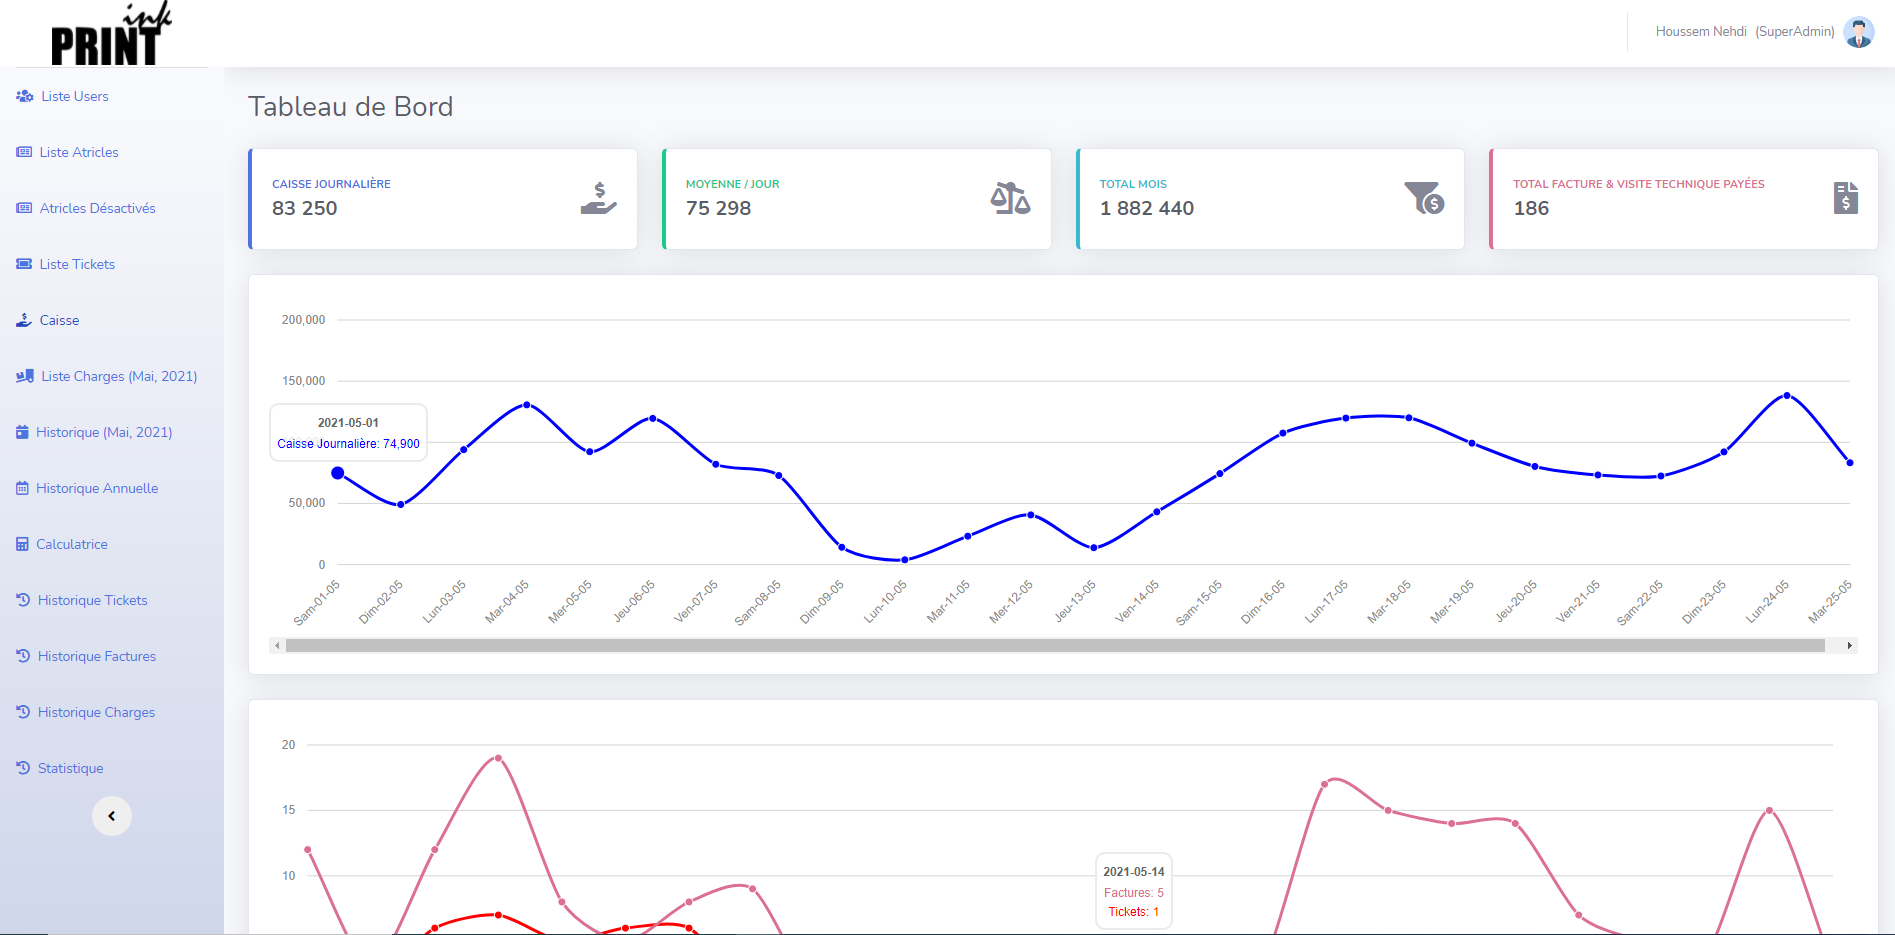 ink
PRINT
Houssem Nehdi (SuperAdmin)
Liste Users
Liste Atricles
Atricles Désactivés
Liste Tickets
Caisse
Liste Charges (Mai, 2021)
Historique (Mai, 2021)
Historique Annuelle
Calculatrice
Historique Tickets
Historique Factures
Historique Charges
Statistique
Tableau de Bord
CAISSE JOURNALIÈRE
83 250
MOYENNE / JOUR
75 298
TOTAL MOIS
1 882 440
TOTAL FACTURE & VISITE TECHNIQUE PAYÉES
186
200,000
150,000
2021-05-01
Caisse Journalière: 74,900
50,000
0
Sam-01-05
Dim-02-05
Lun-03-05
Mar-04-05
Mer-05-05
Jeu-06-05
Ven-07-05
Sam-08-05
Dim-09-05
Lun-10-05
Mar-11-05
Mer-12-05
Jeu-13-05
Ven-14-05
Sam-15-05
Dim-16-05
Lun-17-05
Mar-18-05
Mer-19-05
Jeu-20-05
Ven-21-05
Sam-22-05
Dim-23-05
Lun-24-05
Mar-25-05
20
15
10
2021-05-14
Factures: 5
Tickets: 1